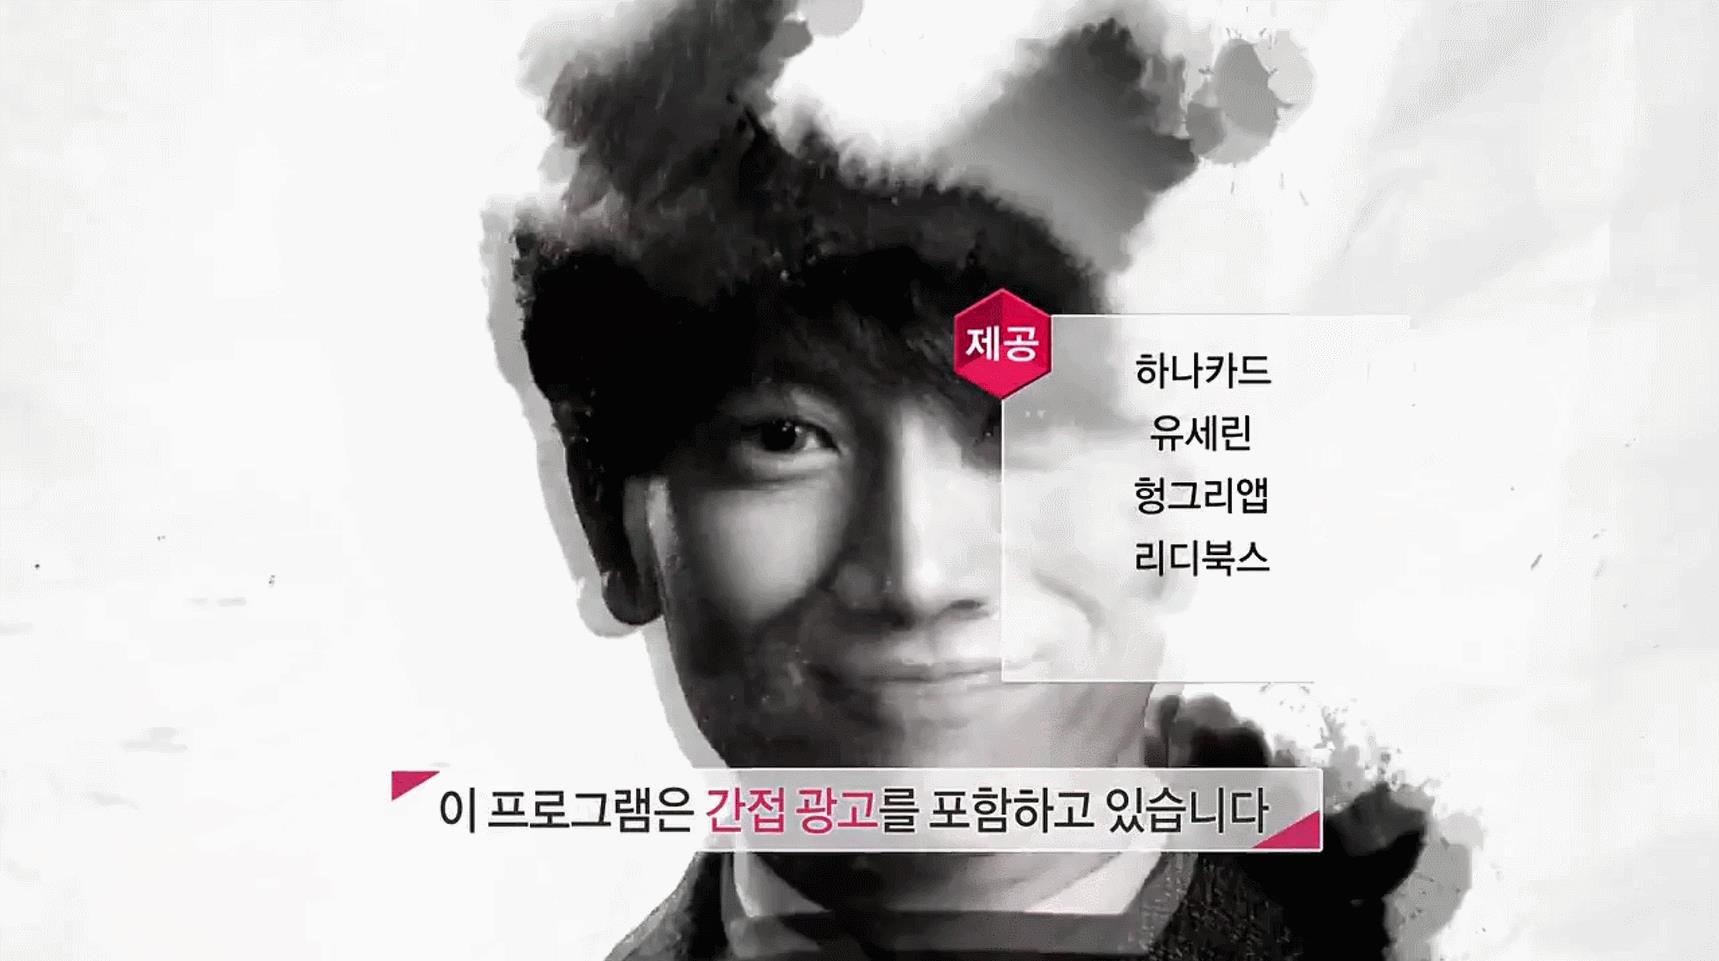 제공
하나카드
유세린
헝그리앱
리디북스
이 프로그램은 간접 광고를 포함하고 있습니다